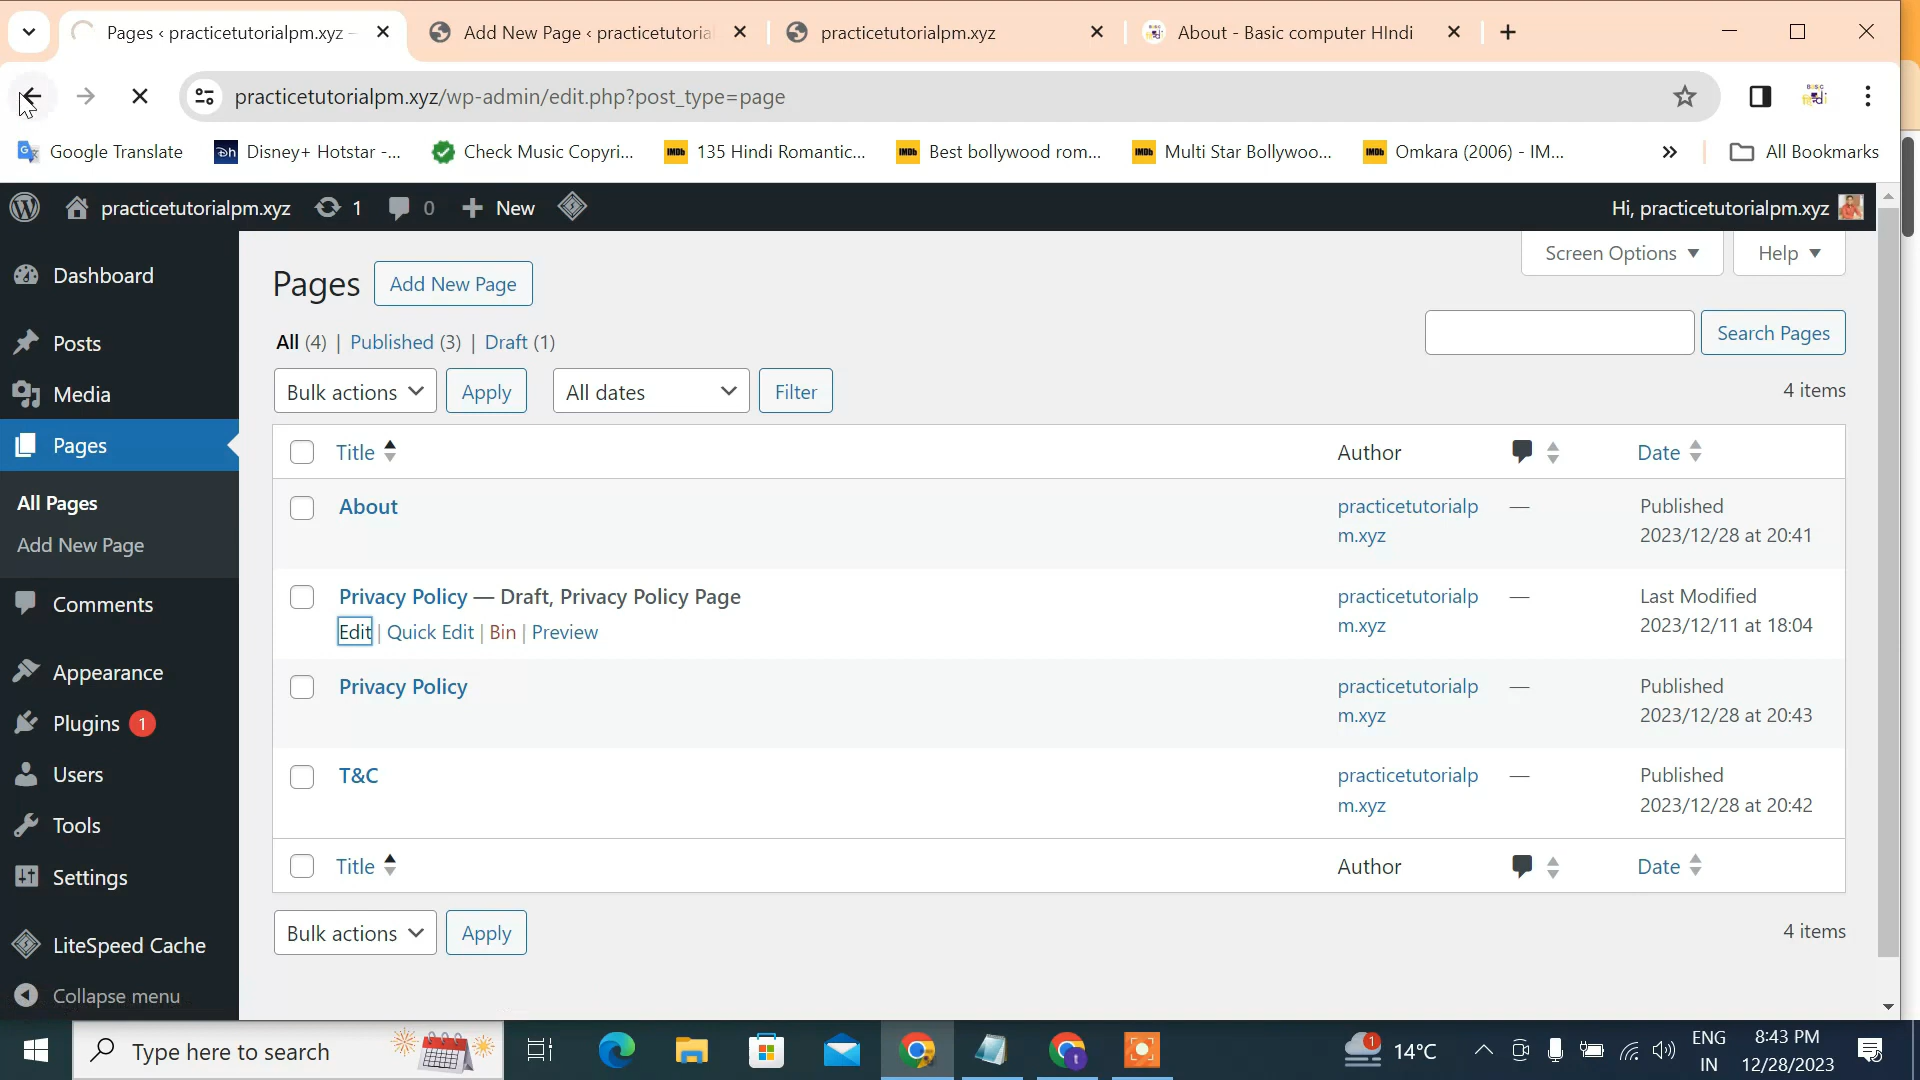 Pages ‹ practicetutorialpm.xyz –
Add New Page ‹ practicetutorial
practicetutorialpm.xyz
About - Basic computer HIndi
practicetutorialpm.xyz/wp-admin/edit.php?post_type=page
Google Translate
Disney+ Hotstar -...
Check Music Copyri...
135 Hindi Romantic...
Best bollywood rom...
Multi Star Bollywoo...
Omkara (2006) - IM...
All Bookmarks
practicetutorialpm.xyz
1
0
New
Hi, practicetutorialpm.xyz
Screen Options
Help
Dashboard
Posts
Media
Pages
All Pages
Add New Page
Comments
Appearance
Plugins 1
Users
Tools
Settings
LiteSpeed Cache
Collapse menu
Pages
Add New Page
All (4) | Published (3) | Draft (1)
Search Pages
Bulk actions
Apply
All dates
Filter
4 items
Title
Author
Date
About
practicetutorialp
m.xyz
—
Published
2023/12/28 at 20:41
Privacy Policy — Draft, Privacy Policy Page
Edit | Quick Edit | Bin | Preview
practicetutorialp
m.xyz
—
Last Modified
2023/12/11 at 18:04
Privacy Policy
practicetutorialp
m.xyz
—
Published
2023/12/28 at 20:43
T&C
practicetutorialp
m.xyz
—
Published
2023/12/28 at 20:42
Title
Author
Date
Bulk actions
Apply
4 items
Type here to search
1
14°C
ENG
IN
8:43 PM
12/28/2023